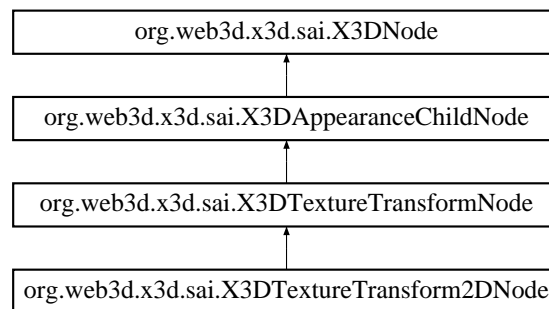 org.web3d.x3d.sai.X3DNode
org.web3d.x3d.sai.X3DAppearanceChildNode
org.web3d.x3d.sai.X3DTextureTransformNode
org.web3d.x3d.sai.X3DTextureTransform2DNode